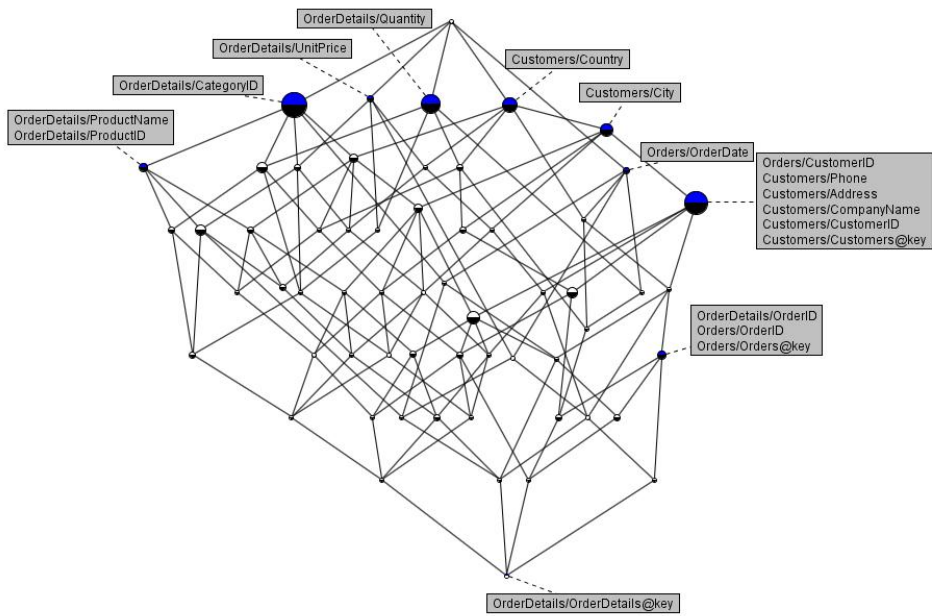 OrderDetails/Quantity
OrderDetails/UnitPrice
Customers/Country
OrderDetails/CategoryID
Customers/City
OrderDetails/ProductName
OrderDetails/ProductID
Orders/OrderDate
Orders/CustomerID
Customers/Phone
Customers/Address
Customers/CompanyName
Customers/CustomerID
Customers/Customers@key
OrderDetails/OrderID
Orders/OrderID
Orders/Orders@key
OrderDetails/OrderDetails@key